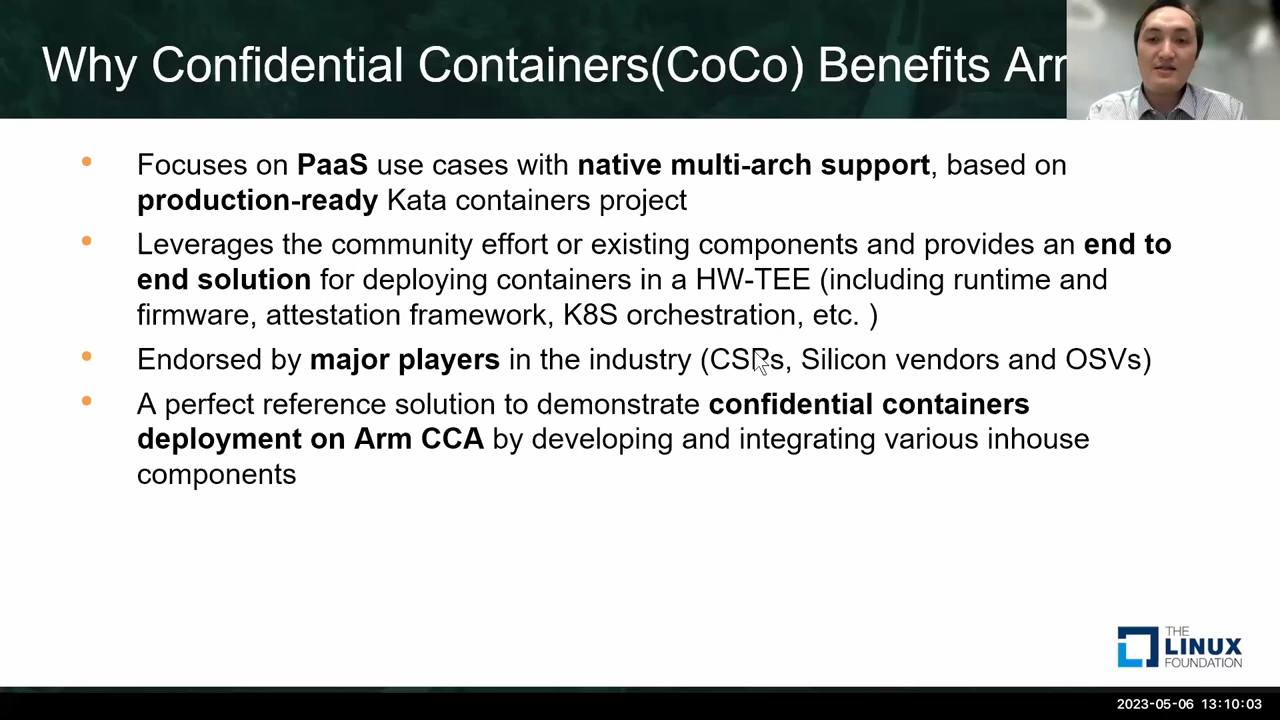 Why Confidential Containers(CoCo) Benefits
Focuses on PaaS use cases with native multi-arch support, based on
production-ready Kata containers project
Leverages the community effort or existing components and provides an end to
end solution for deploying containers in a HW-TEE (including runtime and
firmware, attestation framework, K8S orchestration, etc. )
Endorsed by major players in the industry (CSPs, Silicon vendors and OSVs)
A perfect reference solution to demonstrate confidential containers
deployment on Arm CCA by developing and integrating various inhouse
components
THE
LINUX
FOUNDATION
2023-05-06 13:10:03